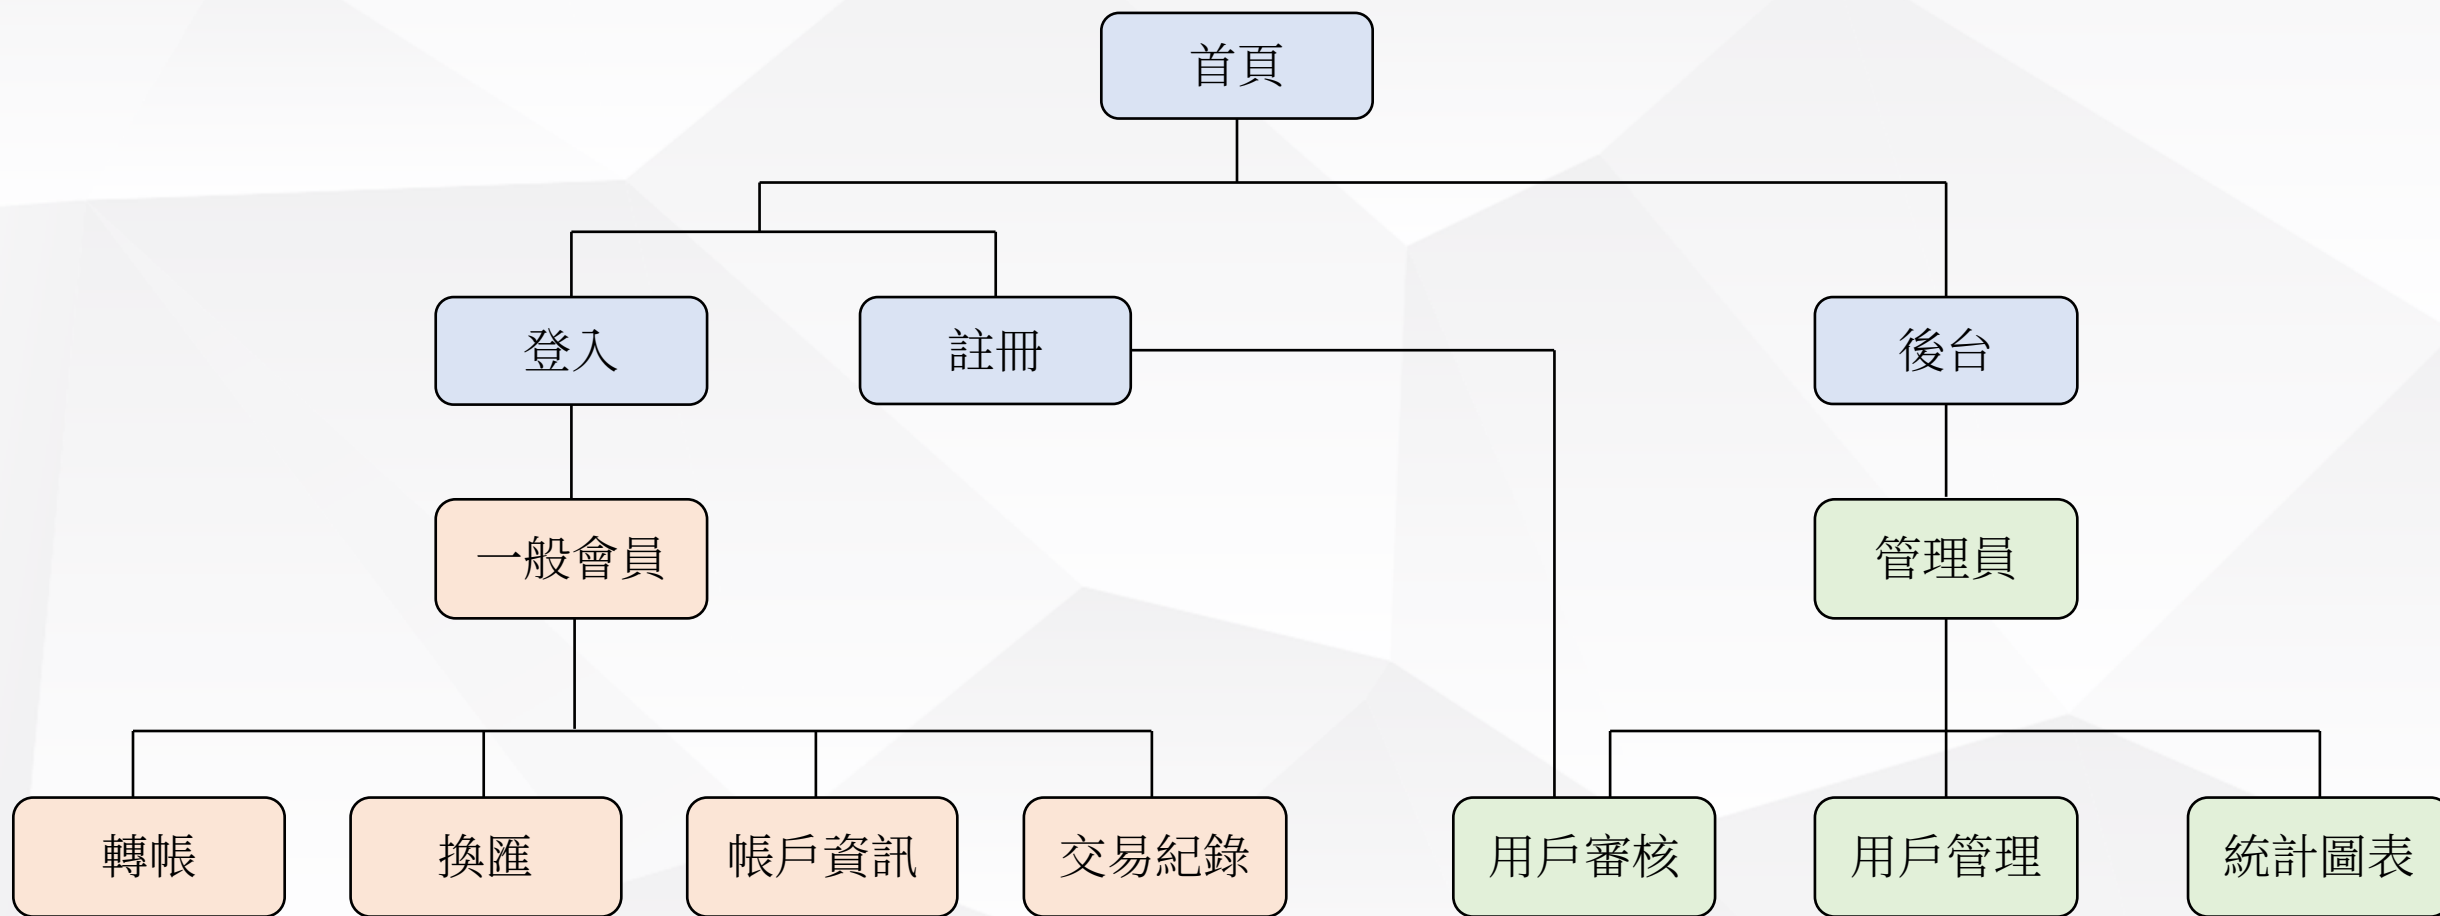 首頁
登入
註冊
後台
一般會員
管理員
轉帳
換匯
帳戶資訊
交易紀錄
用戶審核
用戶管理
統計圖表